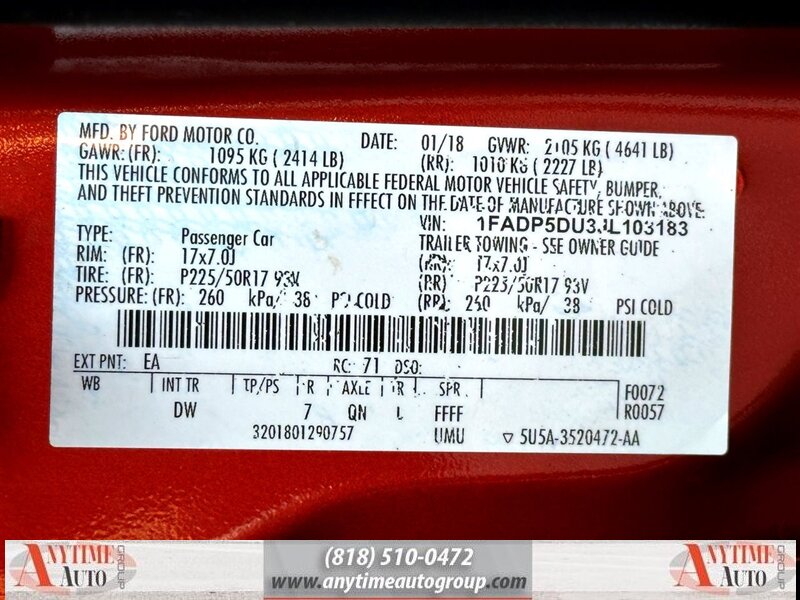 MFD. BY FORD MOTOR CO. DATE: 01/18 GVWR: 2105 KG ( 4641 LB)
GAWR: (FR): 1095 KG ( 2414 LB) (RR): 1010 KG ( 2227 LB)
THIS VEHICLE CONFORMS TO ALL APPLICABLE FEDERAL MOTOR VEHICLE SAFETY, BUMPER,
AND THEFT PREVENTION STANDARDS IN EFFECT ON THE DATE OF MANUFACTURE SHOWN ABOVE.
VIN: 1FADP5DU3JL103183
TYPE: Passenger Car TRAILER TOWING - SEE OWNER GUIDE
RIM: (FR): 17x7.0J (RR): 17x7.0J
TIRE: (FR): P225/50R17 93V (RR) P225/50R17 93V
PRESSURE: (FR): 260 kPa/ 38 PSI COLD (RR) 260 kPa/ 38 PSI COLD
EXT PNT: EA RC: 71 DSO:
WB INT TR TP/PS R AXLE TR SPR F0072
DW 7 QN L FFFF R0057
3201801290757 UMU ▽ 5U5A-3520472-AA
ANYTIME AUTO GROUP
(818) 510-0472
www.anytimeautogroup.com
ANYTIME AUTO GROUP